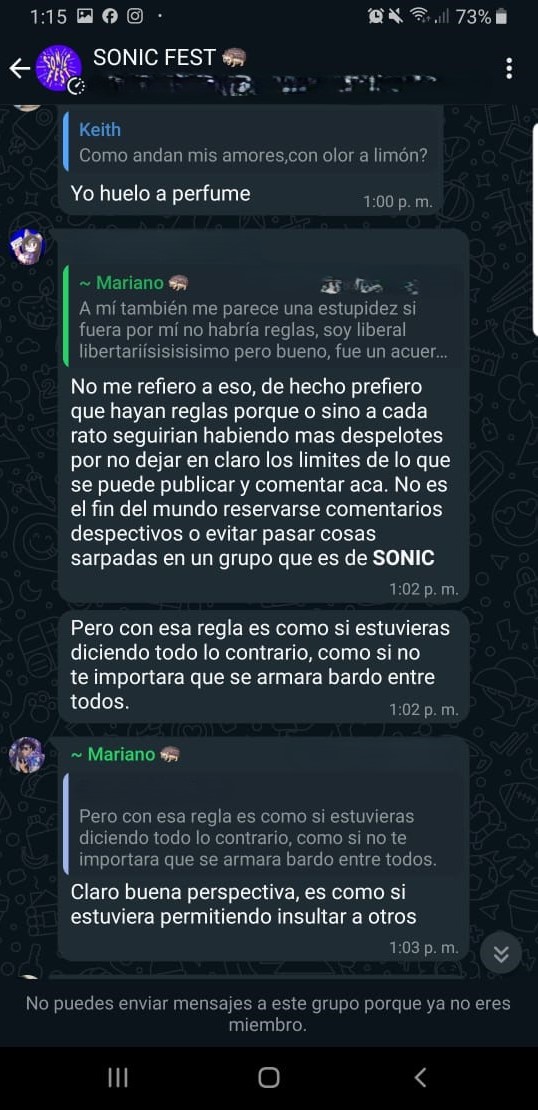 1:15
73%
SONIC FEST
Keith
Como andan mis amores,con olor a limón?
Yo huelo a perfume
1:00 p. m.
~ Mariano
A mí también me parece una estupidez si
fuera por mí no habría reglas, soy liberal
libertariísisisisimo pero bueno, fue un acuer...
No me refiero a eso, de hecho prefiero
que hayan reglas porque o sino a cada
rato seguirian habiendo mas despelotes
por no dejar en claro los limites de lo que
se puede publicar y comentar aca. No es
el fin del mundo reservarse comentarios
despectivos o evitar pasar cosas
sarpadas en un grupo que es de SONIC
1:02 p. m.
Pero con esa regla es como si estuvieras
diciendo todo lo contrario, como si no
te importara que se armara bardo entre
todos.
1:02 p. m.
~ Mariano
Pero con esa regla es como si estuvieras
diciendo todo lo contrario, como si no te
importara que se armara bardo entre todos.
Claro buena perspectiva, es como si
estuviera permitiendo insultar a otros
1:03 p. m.
No puedes enviar mensajes a este grupo porque ya no eres
miembro.